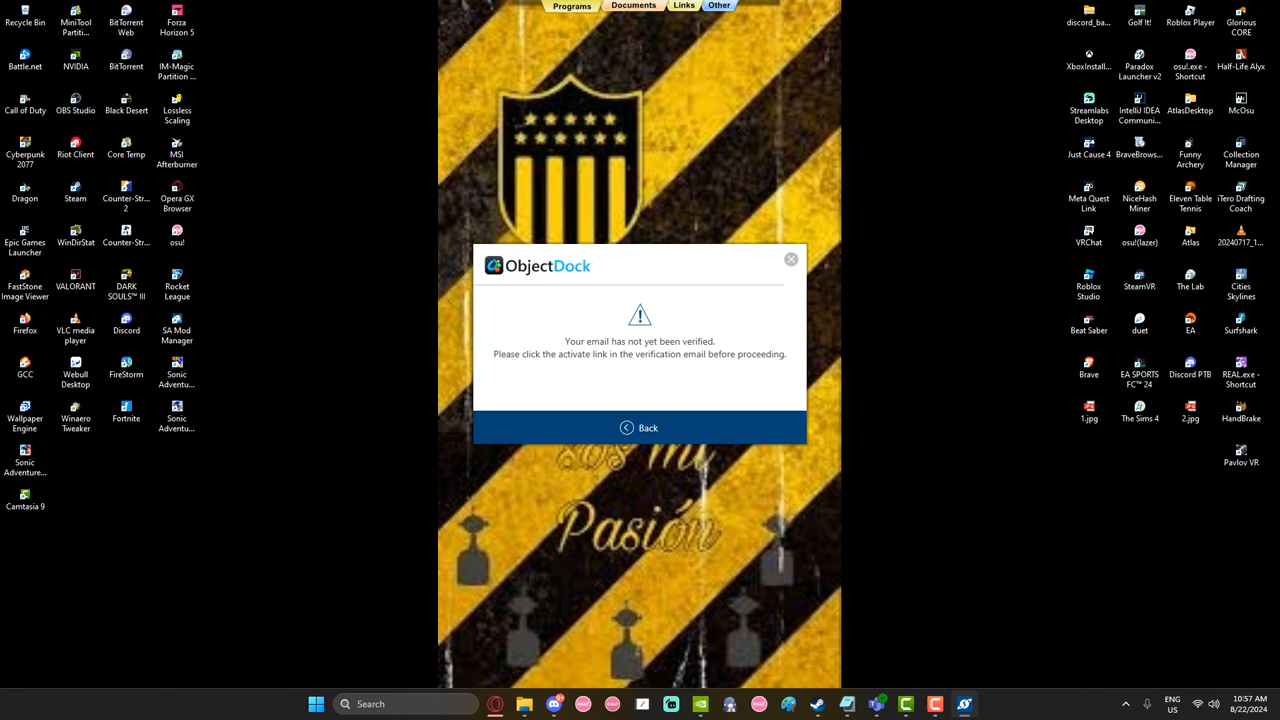 Programs
Documents
Links
Other
Recycle Bin
MiniTool
Partiti...
BitTorrent
Web
Forza
Horizon 5
Battle.net
NVIDIA
BitTorrent
IM-Magic
Partition ...
Call of Duty
OBS Studio
Black Desert
Lossless
Scaling
Cyberpunk
2077
Riot Client
Core Temp
MSI
Afterburner
Dragon
Steam
Counter-Str...
2
Opera GX
Browser
Epic Games
Launcher
WinDirStat
Counter-Str...
osu!
FastStone
Image Viewer
VALORANT
DARK
SOULS™ III
Rocket
League
Firefox
VLC media
player
Discord
SA Mod
Manager
GCC
Webull
Desktop
FireStorm
Sonic
Adventu...
Wallpaper
Engine
Winaero
Tweaker
Fortnite
Sonic
Adventu...
Sonic
Adventure...
Camtasia 9
ObjectDock
Your email has not yet been verified.
Please click the activate link in the verification email before proceeding.
Back
sos mi
Pasión
discord_ba...
Golf It!
Roblox Player
Glorious
CORE
XboxInstall...
Paradox
Launcher v2
osu!.exe -
Shortcut
Half-Life Alyx
Streamlabs
Desktop
IntelliJ IDEA
Communi...
AtlasDesktop
McOsu
Just Cause 4
BraveBrows...
Funny
Archery
Collection
Manager
Meta Quest
Link
NiceHash
Miner
Eleven Table
Tennis
iTero Drafting
Coach
VRChat
osu!(lazer)
Atlas
20240717_1...
Roblox
Studio
SteamVR
The Lab
Cities
Skylines
Beat Saber
duet
EA
Surfshark
Brave
EA SPORTS
FC™ 24
Discord PTB
REAL.exe -
Shortcut
1.jpg
The Sims 4
2.jpg
HandBrake
Pavlov VR
Search
ENG
US
10:57 AM
8/22/2024